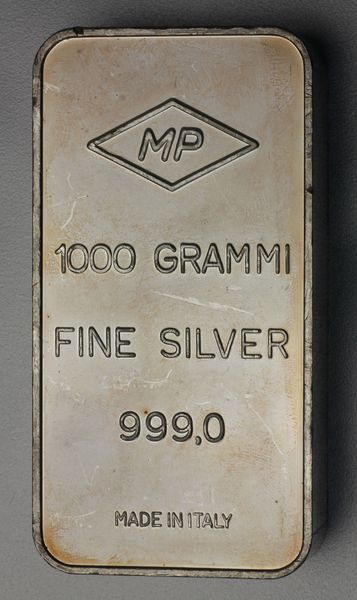 MP
1000 GRAMMI
FINE SILVER
999,0
MADE IN ITALY